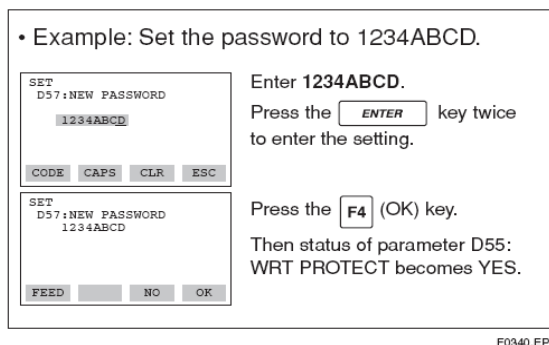 • Example: Set the password to 1234ABCD.
SET
D57:NEW PASSWORD
1234ABCD
CODE CAPS CLR ESC
Enter 1234ABCD.
Press the ENTER key twice
to enter the setting.
SET
D57:NEW PASSWORD
1234ABCD
FEED NO OK
Press the F4 (OK) key.
Then status of parameter D55:
WRT PROTECT becomes YES.
F0340.EP